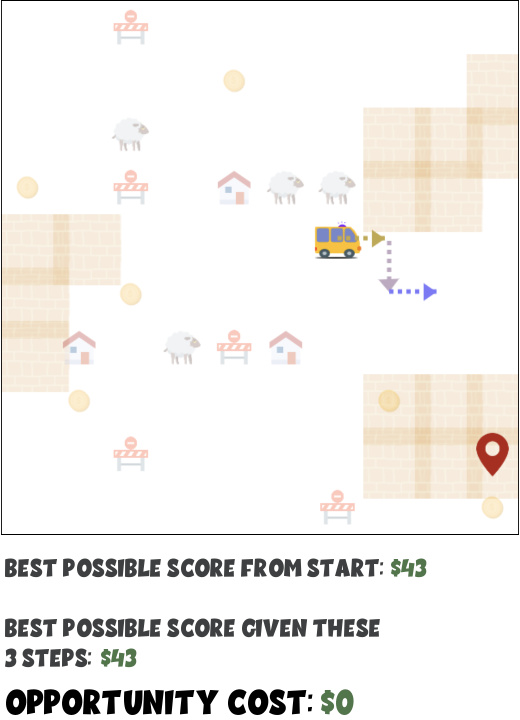 BEST POSSIBLE SCORE FROM START: $43
BEST POSSIBLE SCORE GIVEN THESE
3 STEPS: $43
OPPORTUNITY COST: $0